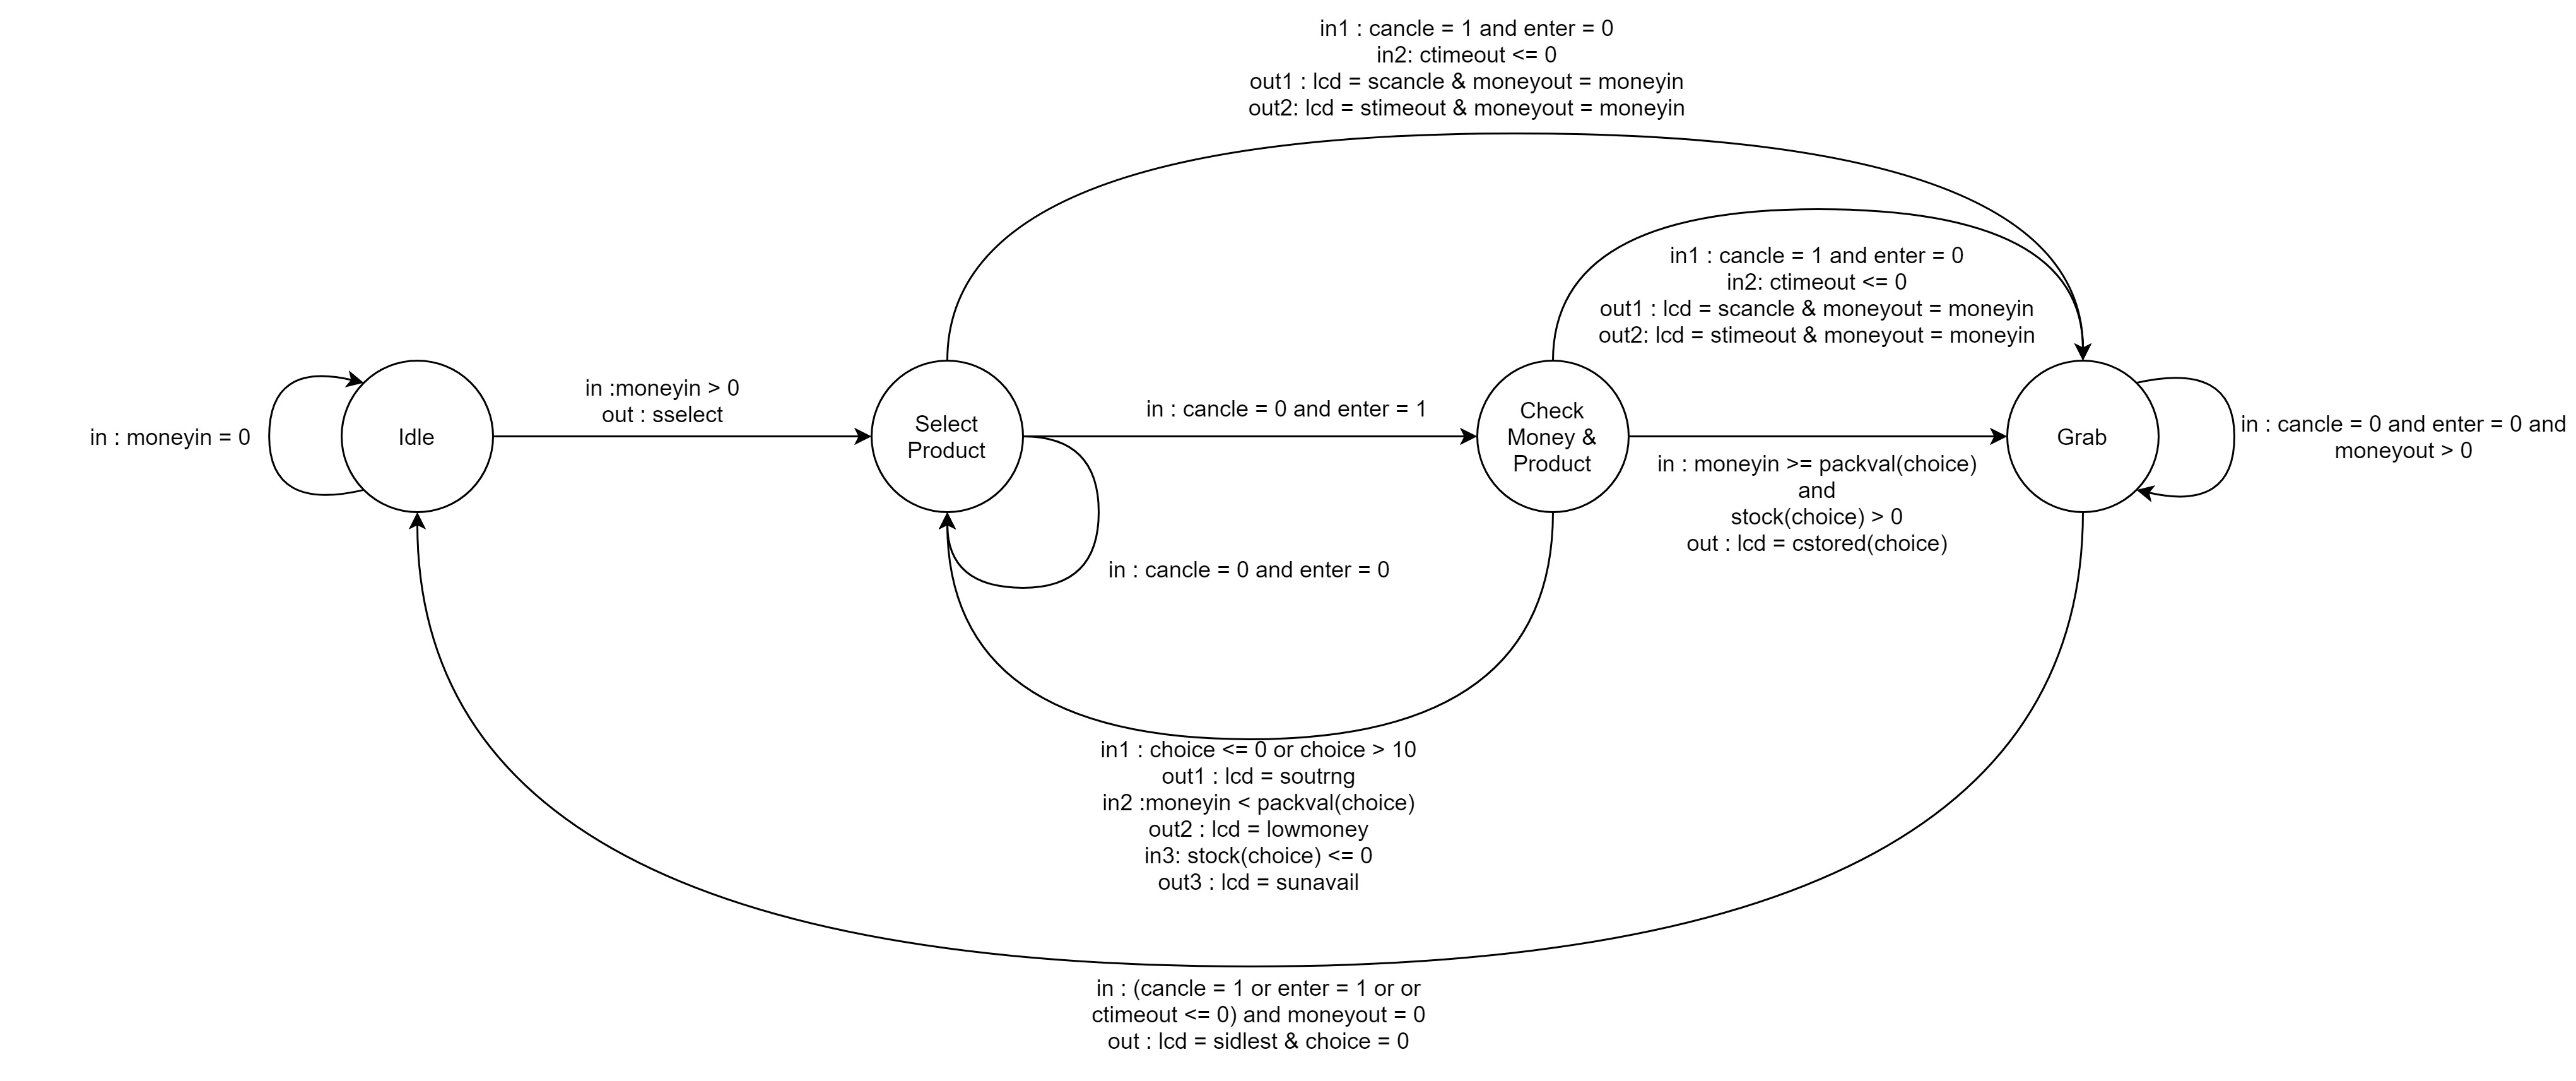 in1 : cancle = 1 and enter = 0
in2: ctimeout <= 0
out1 : lcd = scancle & moneyout = moneyin
out2: lcd = stimeout & moneyout = moneyin
in1 : cancle = 1 and enter = 0
in2: ctimeout <= 0
out1 : lcd = scancle & moneyout = moneyin
out2: lcd = stimeout & moneyout = moneyin
in : moneyin = 0
Idle
in :moneyin > 0
out : sselect
Select
Product
in : cancle = 0 and enter = 1
Check
Money &
Product
in : moneyin >= packval(choice)
and
stock(choice) > 0
out : lcd = cstored(choice)
Grab
in : cancle = 0 and enter = 0 and
moneyout > 0
in : cancle = 0 and enter = 0
in1 : choice <= 0 or choice > 10
out1 : lcd = soutrng
in2 :moneyin < packval(choice)
out2 : lcd = lowmoney
in3: stock(choice) <= 0
out3 : lcd = sunavail
in : (cancle = 1 or enter = 1 or or
ctimeout <= 0) and moneyout = 0
out : lcd = sidlest & choice = 0